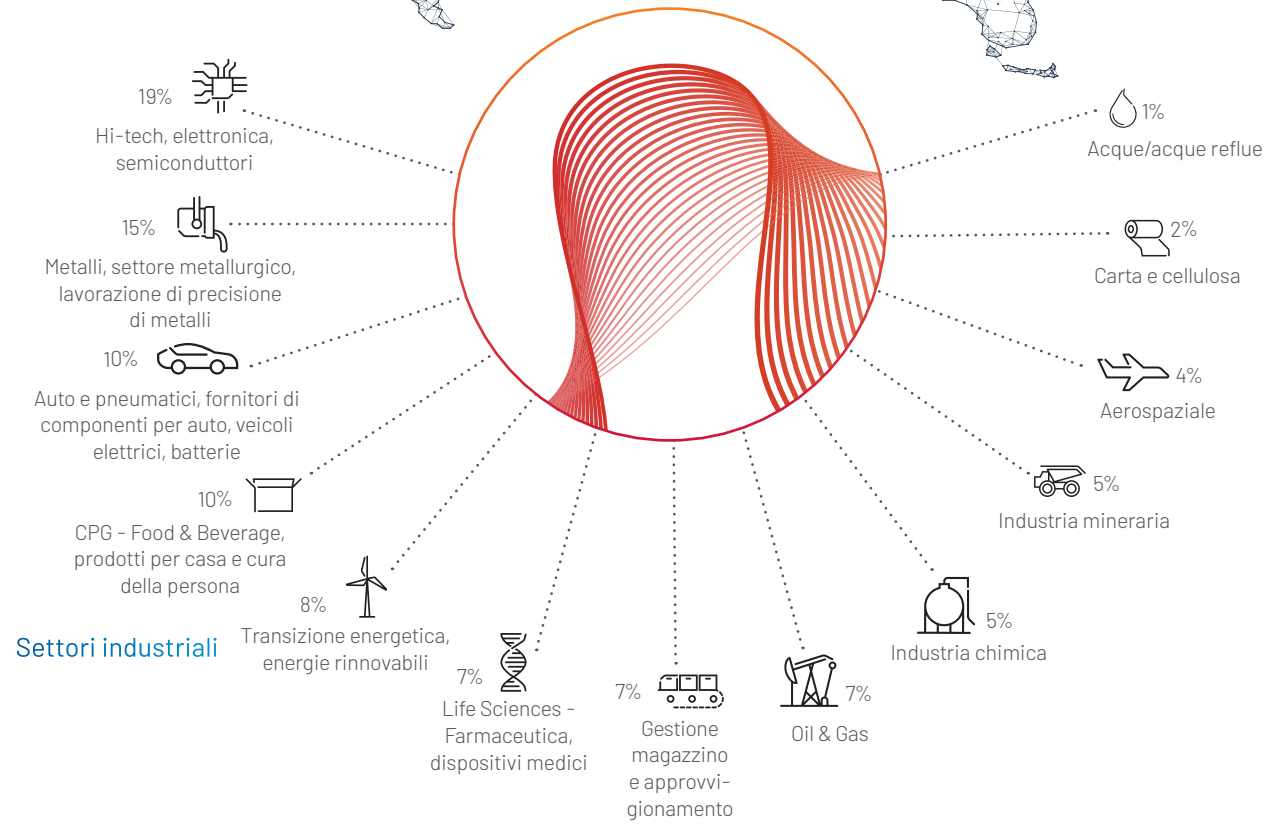 19%
Hi-tech, elettronica,
semiconduttori
15%
Metalli, settore metallurgico,
lavorazione di precisione
di metalli
10%
Auto e pneumatici, fornitori di
componenti per auto, veicoli
elettrici, batterie
10%
CPG - Food & Beverage,
prodotti per casa e cura
della persona
Settori industriali
8%
Transizione energetica,
energie rinnovabili
7%
Life Sciences -
Farmaceutica,
dispositivi medici
7%
Gestione
magazzino
e approvvi-
gionamento
7%
Oil & Gas
5%
Industria chimica
5%
Industria mineraria
4%
Aerospaziale
2%
Carta e cellulosa
1%
Acque/acque reflue